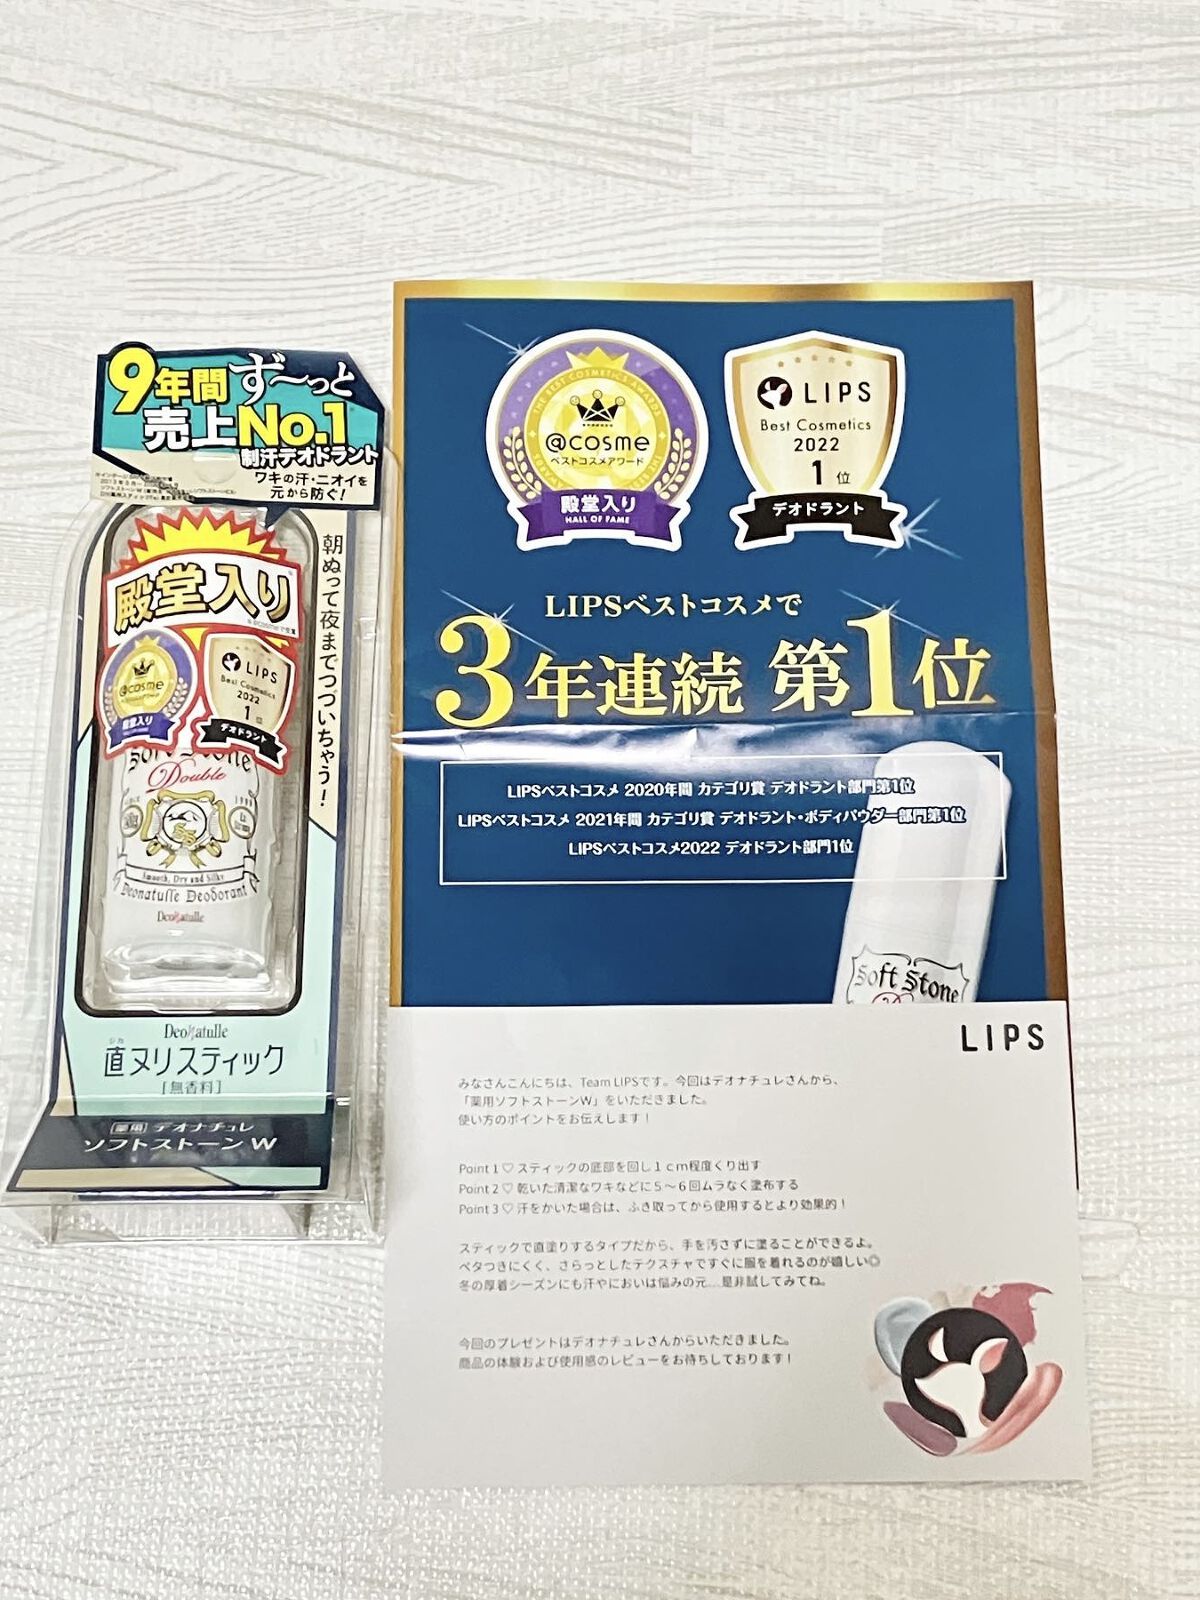 9年間ず〜っと
売上No.1
制汗デオドラント
ワキの汗・ニオイを
元から防ぐ!
朝ぬって夜までつづいちゃう!
殿堂入り
@cosme
殿堂入り
LIPS
Best Cosmetics
2022
1位
デオドラント
Soft Stone
Double
Smooth, Dry and Silky
Deonatulle Deodorant
Deonatulle
Deonatulle
ジカ
直ヌリスティック
[無香料]
薬用 デオナチュレ
ソフトストーンW
THE BEST COSMETICS AWARDS
@cosme
ベストコスメアワード
殿堂入り
HALL OF FAME
LIPS
Best Cosmetics
2022
1位
デオドラント
LIPSベストコスメで
3年連続 第1位
LIPSベストコスメ 2020年間 カテゴリ賞 デオドラント部門第1位
LIPSベストコスメ 2021年間 カテゴリ賞 デオドラント・ボディパウダー部門第1位
LIPSベストコスメ2022 デオドラント部門1位
Soft Stone
LIPS
みなさんこんにちは、Team LIPSです。今回はデオナチュレさんから、
「薬用ソフトストーンW」をいただきました。
使い方のポイントをお伝えします!
Point 1♡スティックの底部を回し1cm程度くり出す
Point 2♡乾いた清潔なワキなどに5〜6回ムラなく塗布する
Point 3♡汗をかいた場合は、ふき取ってから使用するとより効果的!
スティックで直塗りするタイプだから、手を汚さずに塗ることができるよ。
ベタつきにくく、さらっとしたテクスチャですぐに服を着れるのが嬉しい◎
冬の厚着シーズンにも汗やにおいは悩みの元…是非試してみてね。
今回のプレゼントはデオナチュレさんからいただきました。
商品の体験および使用感のレビューをお待ちしております!